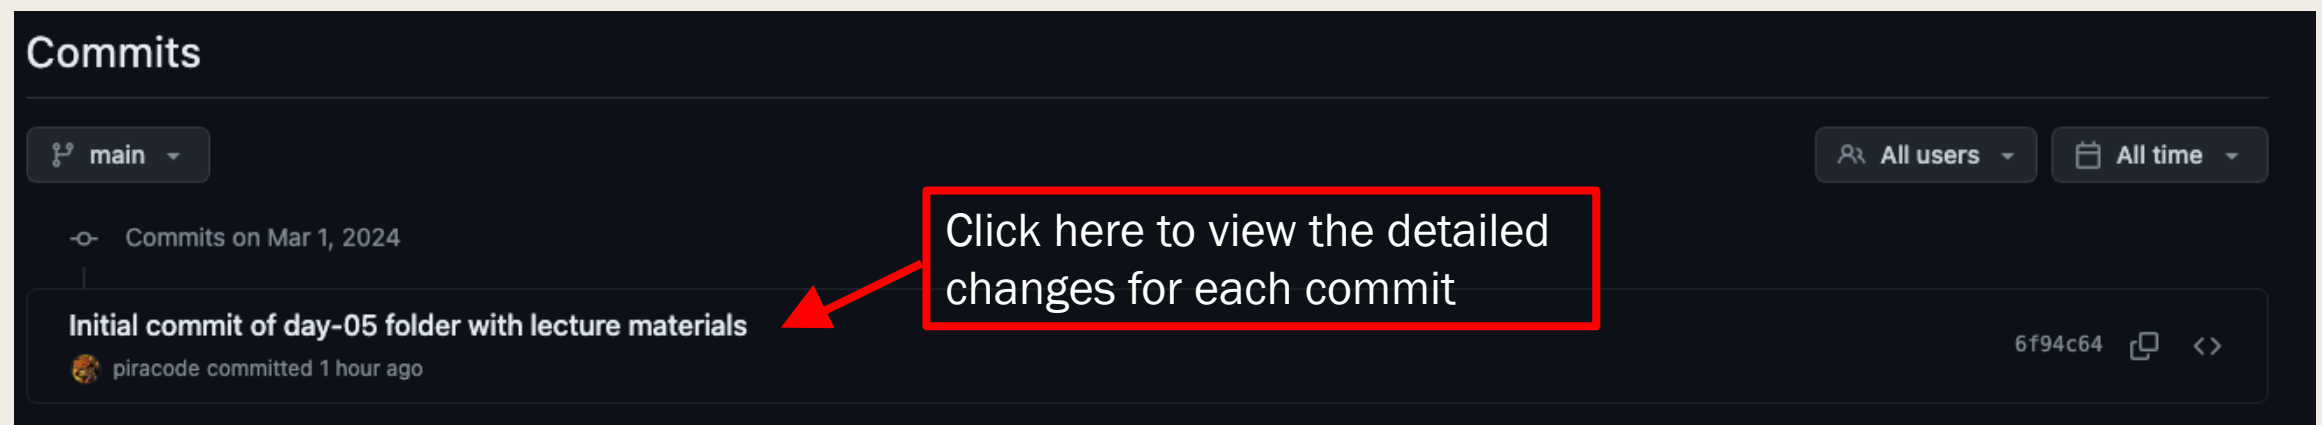 Commits
main
All users
All time
Commits on Mar 1, 2024
Click here to view the detailed
changes for each commit
Initial commit of day-05 folder with lecture materials
piracode committed 1 hour ago
6f94c64